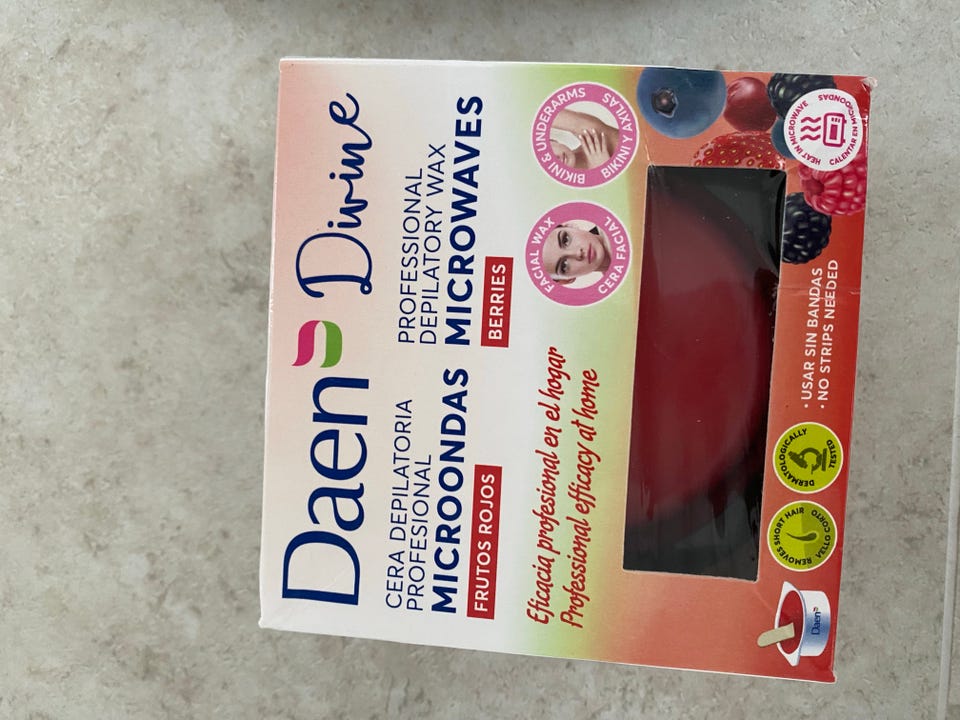 Daen Divine
CERA DEPILATORIA
PROFESIONAL
MICROONDAS
FRUTOS ROJOS
PROFESSIONAL
DEPILATORY WAX
MICROWAVES
BERRIES
Eficacia profesional en el hogar
Professional efficacy at home
FACIAL WAX
CERA FACIAL
BIKINI & UNDERARMS
BIKINI Y AXILAS
Daen
REMOVES SHORT HAIR
VELLO CORTO
DERMATOLOGICALLY
TESTED
• USAR SIN BANDAS
• NO STRIPS NEEDED
HEAT IN MICROWAVE
CALENTAR EN MICROONDAS